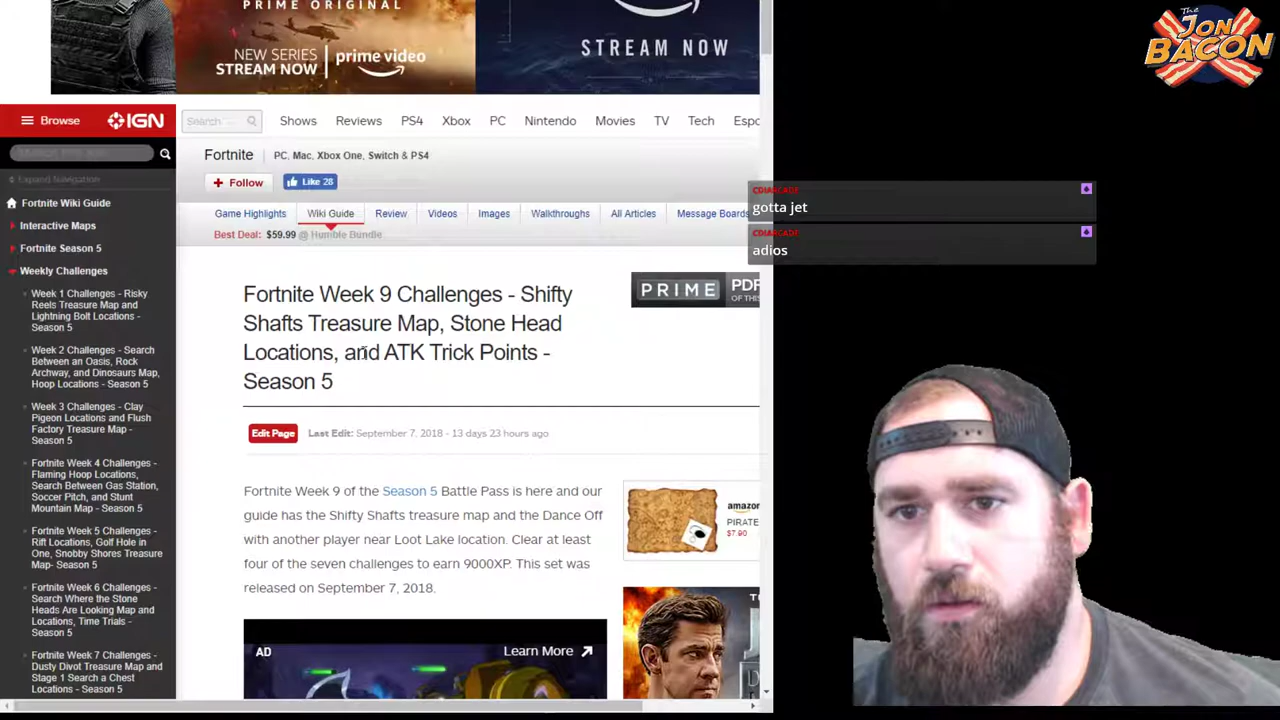 PRIME ORIGINAL
NEW SERIES
STREAM NOW
prime video
STREAM NOW
The
JON
BACON
Browse
IGN
Search
Shows
Reviews
PS4
Xbox
PC
Nintendo
Movies
TV
Tech
Espo
Expand Navigation
Fortnite
PC, Mac, Xbox One, Switch & PS4
Follow
Like 28
Game Highlights
Wiki Guide
Review
Videos
Images
Walkthroughs
All Articles
Message Boards
Best Deal: $59.99 @ Humble Bundle
CDIARCADE
gotta jet
CDIARCADE
adios
Fortnite Wiki Guide
Interactive Maps
Fortnite Season 5
Weekly Challenges
Week 1 Challenges - Risky
Reels Treasure Map and
Lightning Bolt Locations -
Season 5
Week 2 Challenges - Search
Between an Oasis, Rock
Archway, and Dinosaurs Map,
Hoop Locations - Season 5
Week 3 Challenges - Clay
Pigeon Locations and Flush
Factory Treasure Map -
Season 5
Fortnite Week 4 Challenges -
Flaming Hoop Locations,
Search Between Gas Station,
Soccer Pitch, and Stunt
Mountain Map - Season 5
Fortnite Week 5 Challenges -
Rift Locations, Golf Hole in
One, Snobby Shores Treasure
Map- Season 5
Fortnite Week 6 Challenges -
Search Where the Stone
Heads Are Looking Map and
Locations, Time Trials -
Season 5
Fortnite Week 7 Challenges -
Dusty Divot Treasure Map and
Stage 1 Search a Chest
Locations - Season 5
Fortnite Week 9 Challenges - Shifty
Shafts Treasure Map, Stone Head
Locations, and ATK Trick Points -
Season 5
PRIME
PDF
OF THIS
Edit Page
Last Edit: September 7, 2018 - 13 days 23 hours ago
Fortnite Week 9 of the Season 5 Battle Pass is here and our
guide has the Shifty Shafts treasure map and the Dance Off
with another player near Loot Lake location. Clear at least
four of the seven challenges to earn 9000XP. This set was
released on September 7, 2018.
amazon
PIRATE
$7.90
AD
Learn More